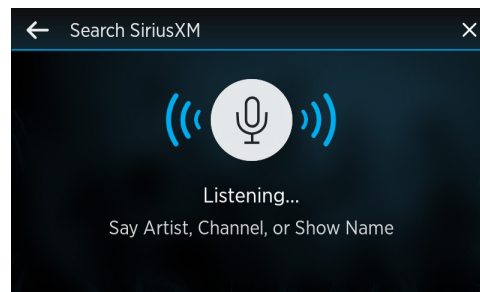 Search SiriusXM
Listening...
Say Artist, Channel, or Show Name